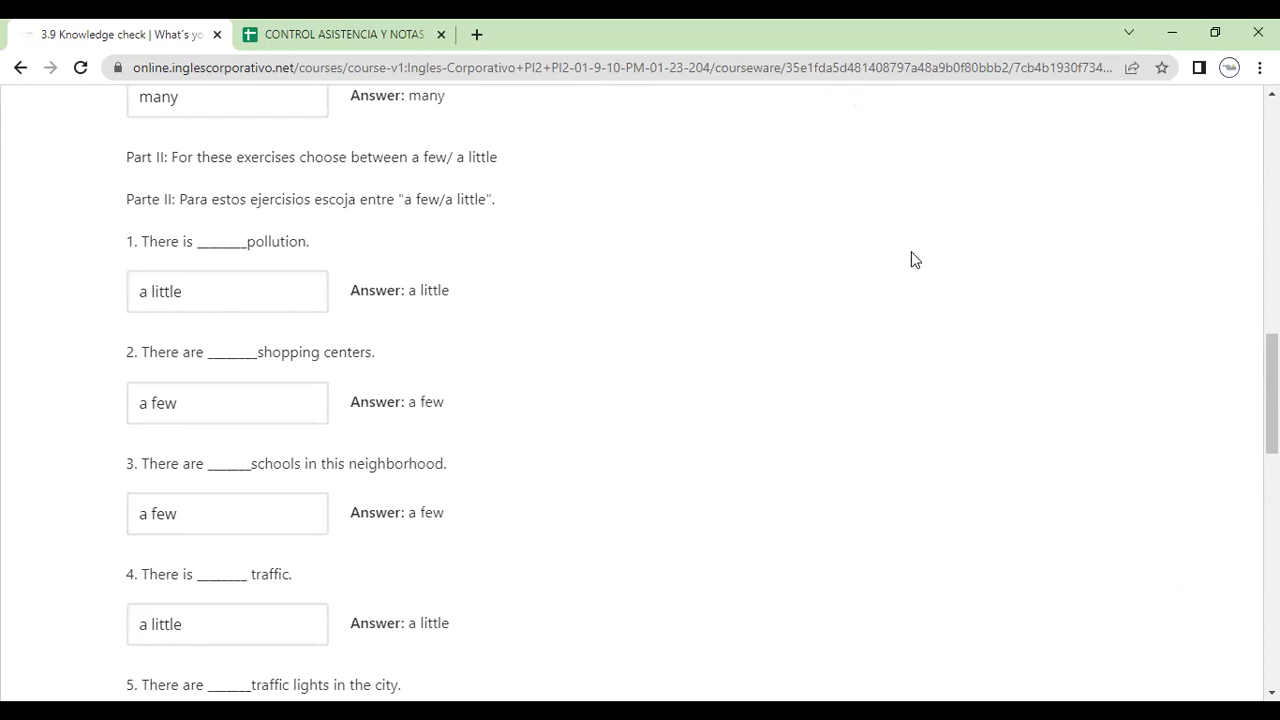 3.9 Knowledge check | What´s yo
CONTROL ASISTENCIA Y NOTAS
online.inglescorporativo.net/courses/course-v1:Ingles-Corporativo+PI2+PI2-01-9-10-PM-01-23-204/courseware/35e1fda5d481408797a48a9b0f80bbb2/7cb4b1930f734...
many
Answer: many
Part II: For these exercises choose between a few/ a little
Parte II: Para estos ejercisios escoja entre "a few/a little".
1. There is _______pollution.
a little
Answer: a little
2. There are _______shopping centers.
a few
Answer: a few
3. There are ______schools in this neighborhood.
a few
Answer: a few
4. There is _______ traffic.
a little
Answer: a little
5. There are ______traffic lights in the city.